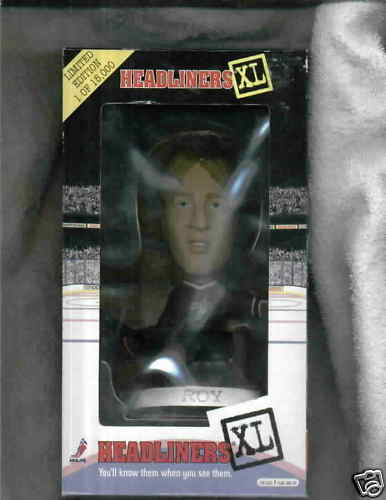 LIMITED
EDITION
1 OF 15,000
HEADLINERS XL
ROY
HEADLINERS XL
You'll know them when you see them.